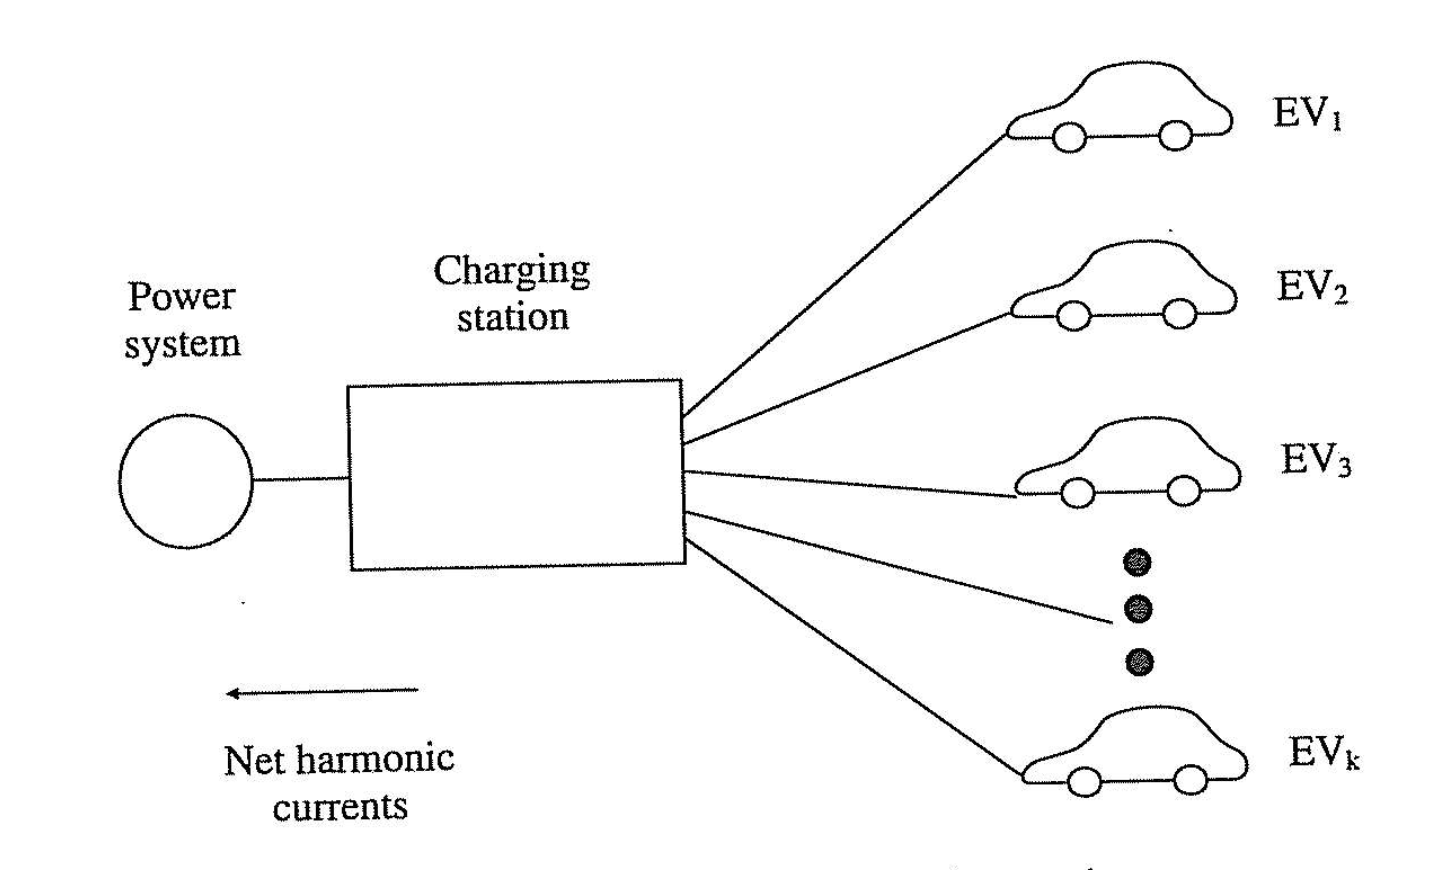 Power
system
Charging
station
EV₁
EV₂
EV₃
EVₖ
Net harmonic
currents